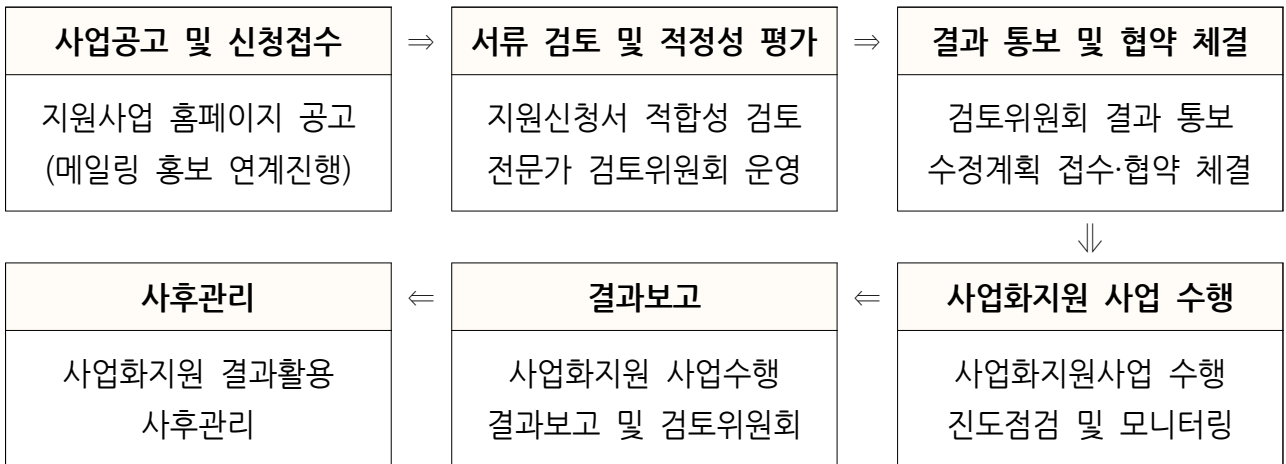 사업공고 및 신청접수 ⇒ 서류 검토 및 적정성 평가 ⇒ 결과 통보 및 협약 체결
지원사업 홈페이지 공고
(메일링 홍보 연계진행)
지원신청서 적합성 검토
전문가 검토위원회 운영
검토위원회 결과 통보
수정계획 접수·협약 체결
⇓
사업화지원 사업 수행
사업화지원사업 수행
진도점검 및 모니터링
⇐
결과보고
사업화지원 사업수행
결과보고 및 검토위원회
⇐
사후관리
사업화지원 결과활용
사후관리